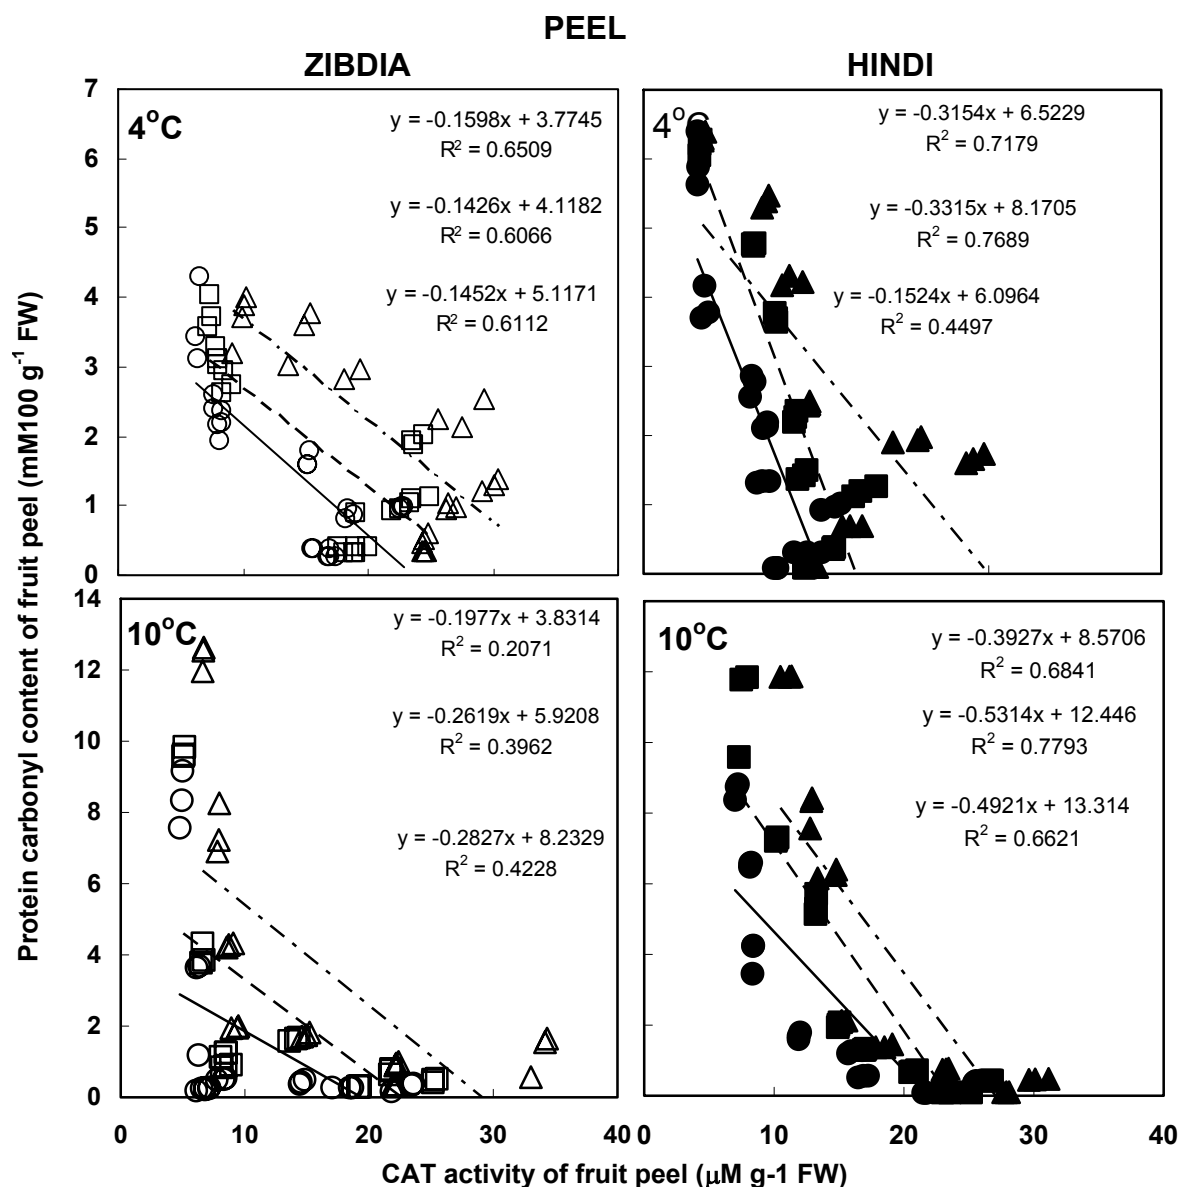 PEEL
ZIBDIA
HINDI
Protein carbonyl content of fruit peel (mM100 g-1 FW)
7
6
5
4
3
2
1
0
4°C
y = -0.1598x + 3.7745
R² = 0.6509
y = -0.1426x + 4.1182
R² = 0.6066
y = -0.1452x + 5.1171
R² = 0.6112
4°C
y = -0.3154x + 6.5229
R² = 0.7179
y = -0.3315x + 8.1705
R² = 0.7689
y = -0.1524x + 6.0964
R² = 0.4497
14
12
10
8
6
4
2
0
10°C
y = -0.1977x + 3.8314
R² = 0.2071
y = -0.2619x + 5.9208
R² = 0.3962
y = -0.2827x + 8.2329
R² = 0.4228
10°C
y = -0.3927x + 8.5706
R² = 0.6841
y = -0.5314x + 12.446
R² = 0.7793
y = -0.4921x + 13.314
R² = 0.6621
0 10 20 30 40
0 10 20 30 40
CAT activity of fruit peel (μM g-1 FW)